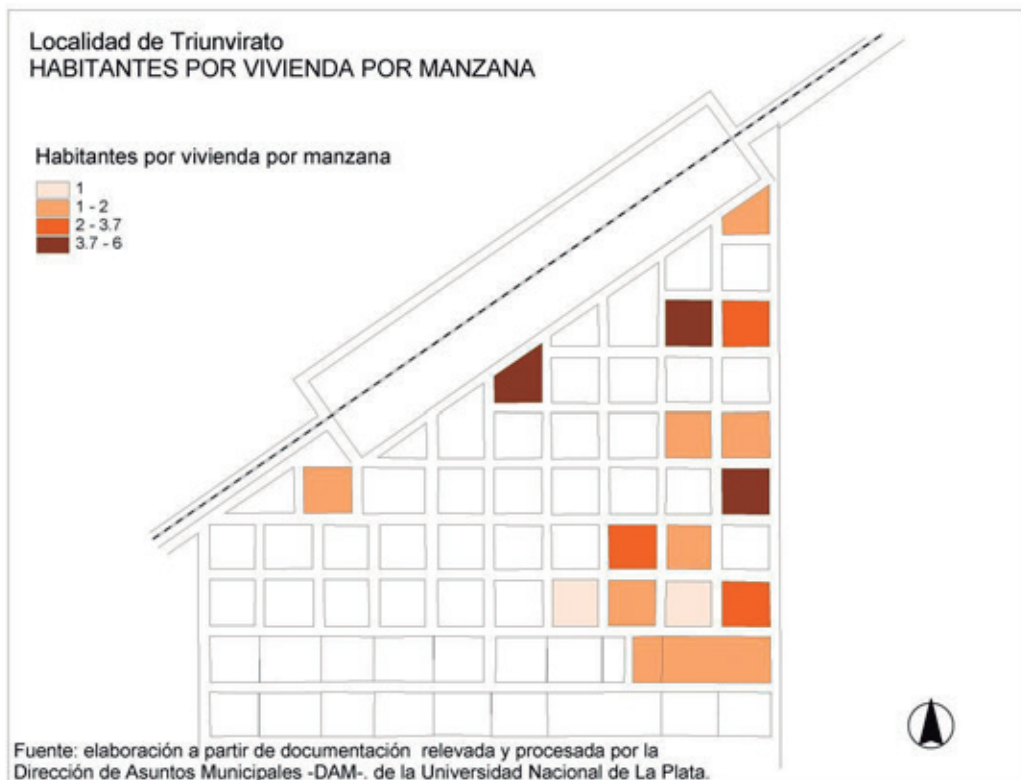 Localidad de Triunvirato
HABITANTES POR VIVIENDA POR MANZANA
Habitantes por vivienda por manzana
1
1 - 2
2 - 3.7
3.7 - 6
Fuente: elaboración a partir de documentación relevada y procesada por la
Dirección de Asuntos Municipales -DAM-. de la Universidad Nacional de La Plata.